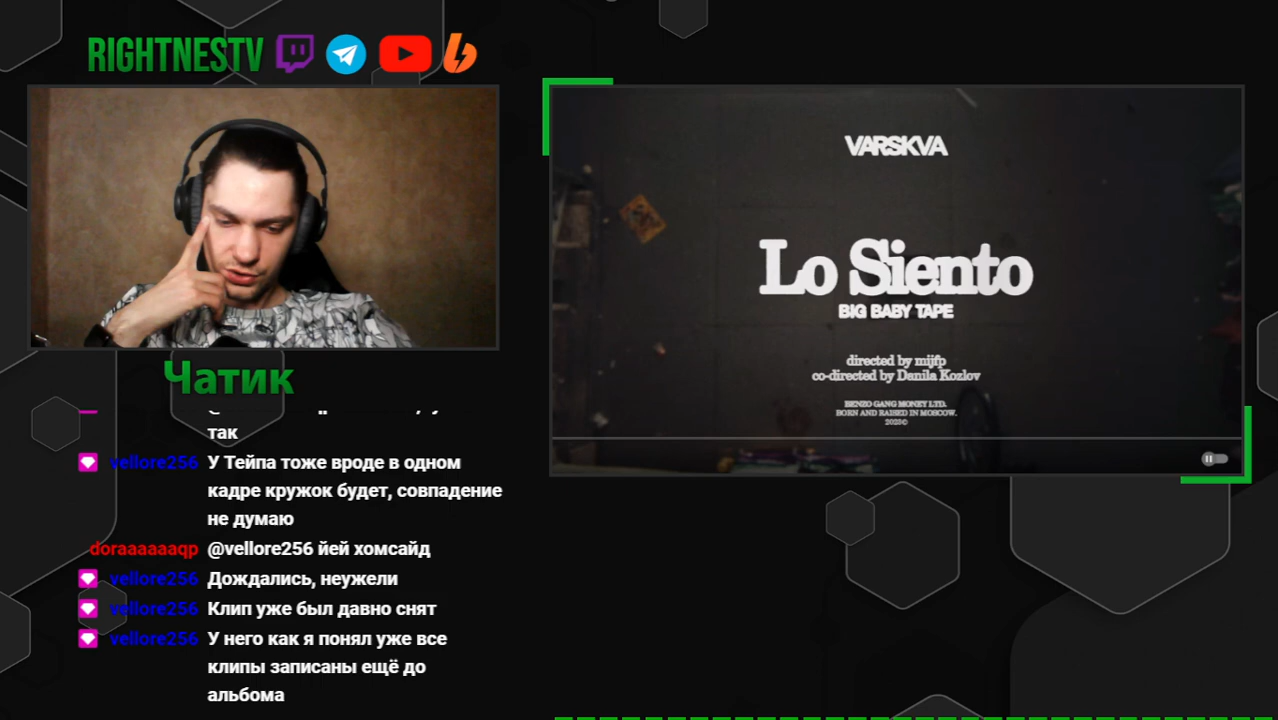 RIGHTNESTV
VARSKVA
Lo Siento
BIG BABY TAPE
directed by mijfp
co-directed by Danila Kozlov
BENZO GANG MONEY LTD.
BORN AND RAISED IN MOSCOW.
2023©
Чатик
так
vellore256 У Тейпа тоже вроде в одном
кадре кружок будет, совпадение
не думаю
doraaaaaaqp @vellore256 йей хомсайд
vellore256 Дождались, неужели
vellore256 Клип уже был давно снят
vellore256 У него как я понял уже все
клипы записаны ещё до
альбома